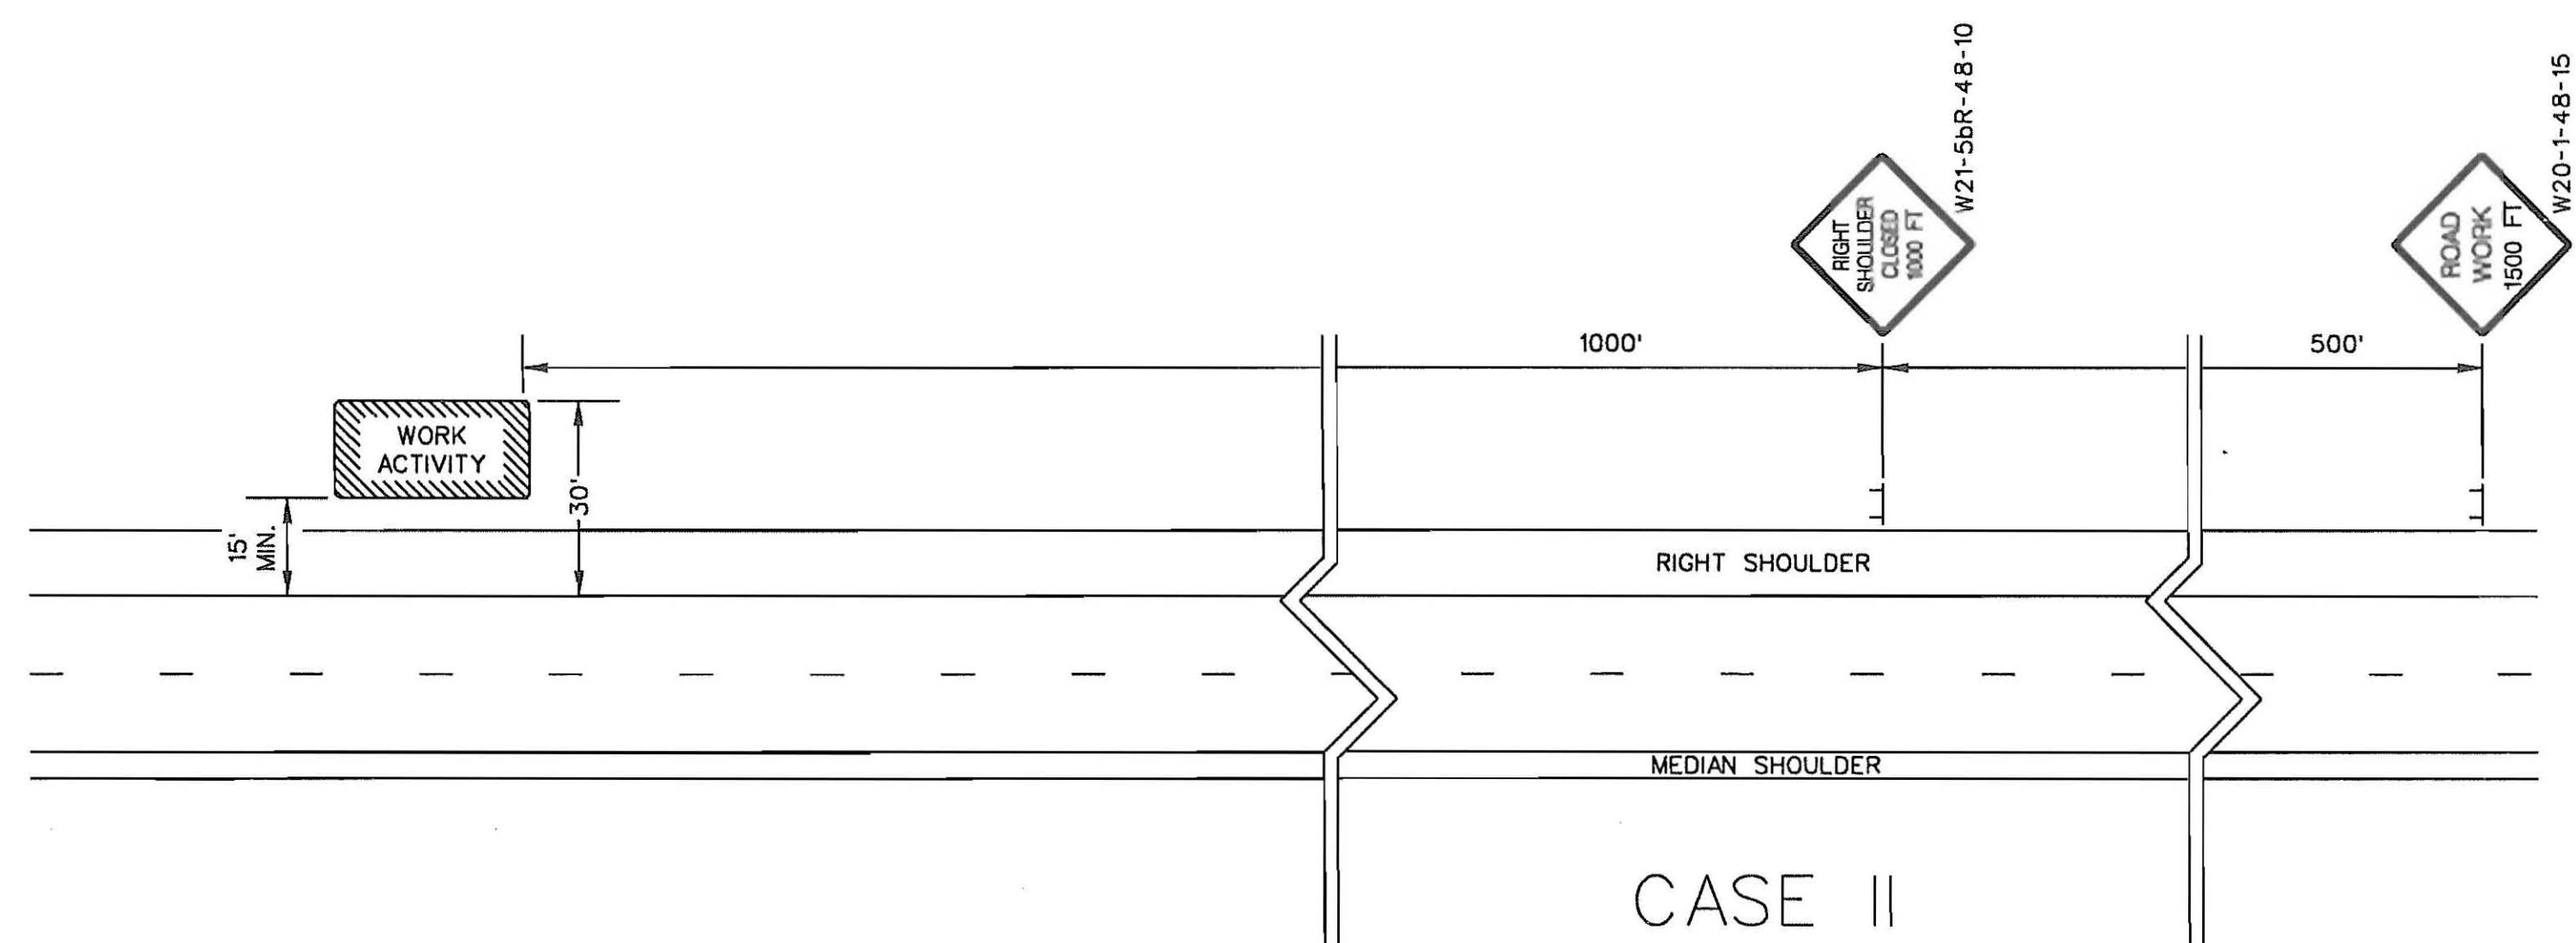 W21-5bR-48-10
W20-1-48-15
RIGHT
SHOULDER
CLOSED
1000 FT
ROAD
WORK
1500 FT
1000'
500'
WORK
ACTIVITY
30'
15'
MIN.
RIGHT SHOULDER
MEDIAN SHOULDER
CASE II